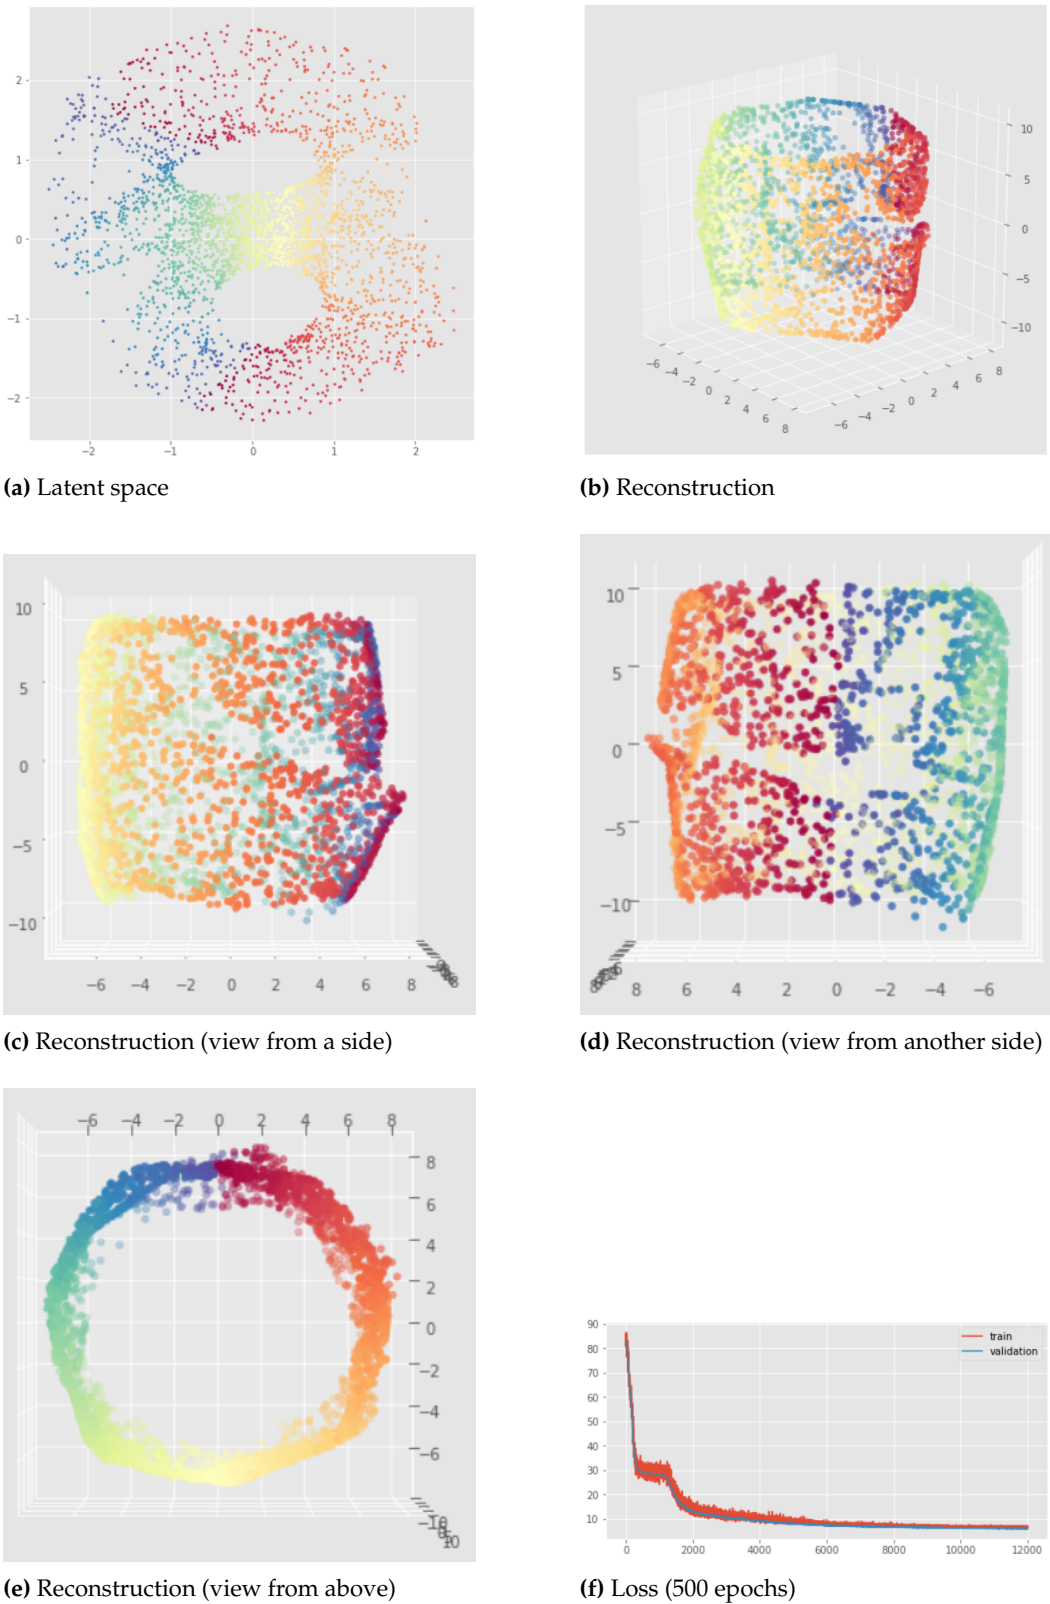 2
1
0
−1
−2
−2 −1 0 1 2
(a) Latent space
10
5
0
−5
−10
−6 −4 −2 0 2 4 6 8
−6 −4 −2 0 2 4 6 8
(b) Reconstruction
10
5
0
−5
−10
−6 −4 −2 0 2 4 6 8
(c) Reconstruction (view from a side)
10
5
0
−5
−10
8 6 4 2 0 −2 −4 −6
(d) Reconstruction (view from another side)
−6 −4 −2 0 2 4 6 8
8
6
4
2
0
−2
−4
−6
(e) Reconstruction (view from above)
90
80
70
60
50
40
30
20
10
0 2000 4000 6000 8000 10000 12000
train
validation
(f) Loss (500 epochs)